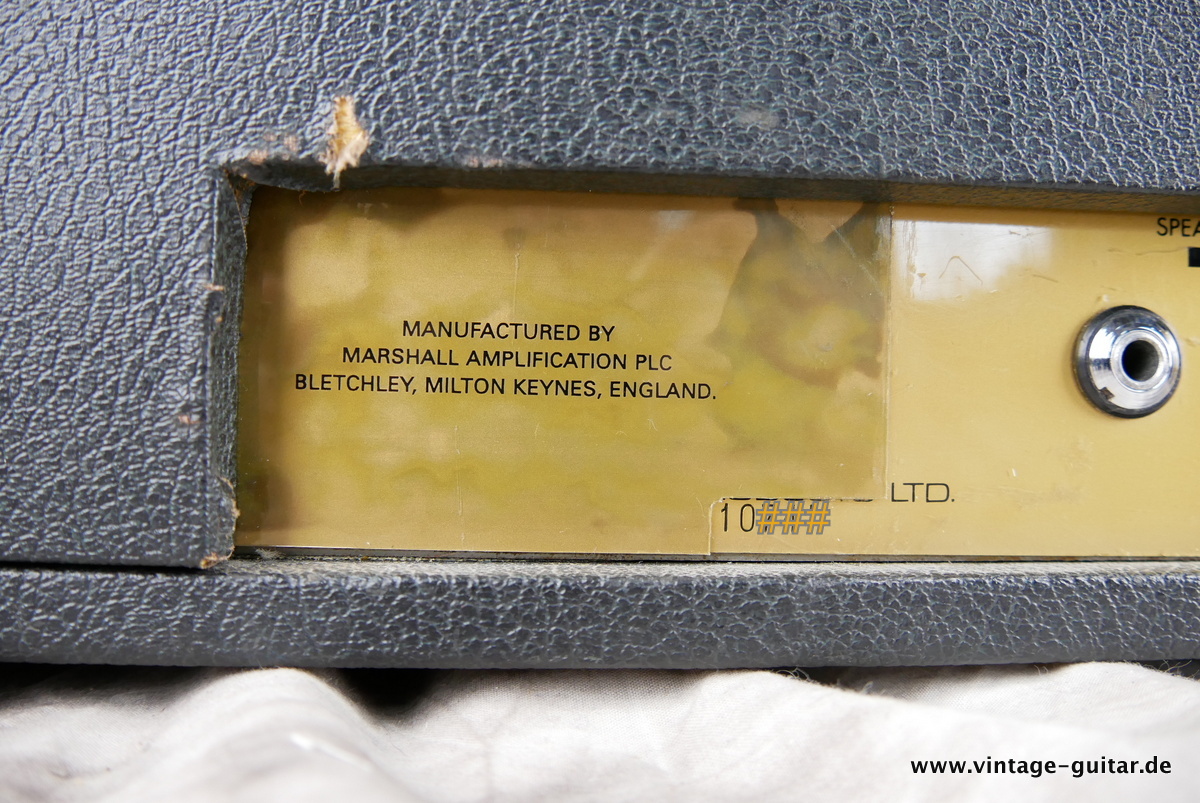 SPEA
MANUFACTURED BY
MARSHALL AMPLIFICATION PLC
BLETCHLEY, MILTON KEYNES, ENGLAND.
LTD.
10###
www.vintage-guitar.de